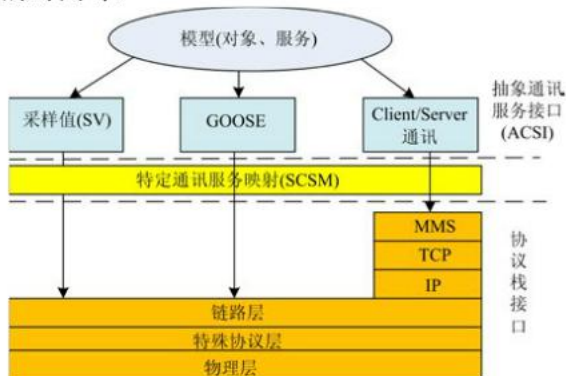 模型(对象、服务)
采样值(SV)
GOOSE
Client/Server
通讯
抽象通讯
服务接口
(ACSI)
特定通讯服务映射(SCSM)
MMS
TCP
IP
协
议
栈
接
口
链路层
特殊协议层
物理层